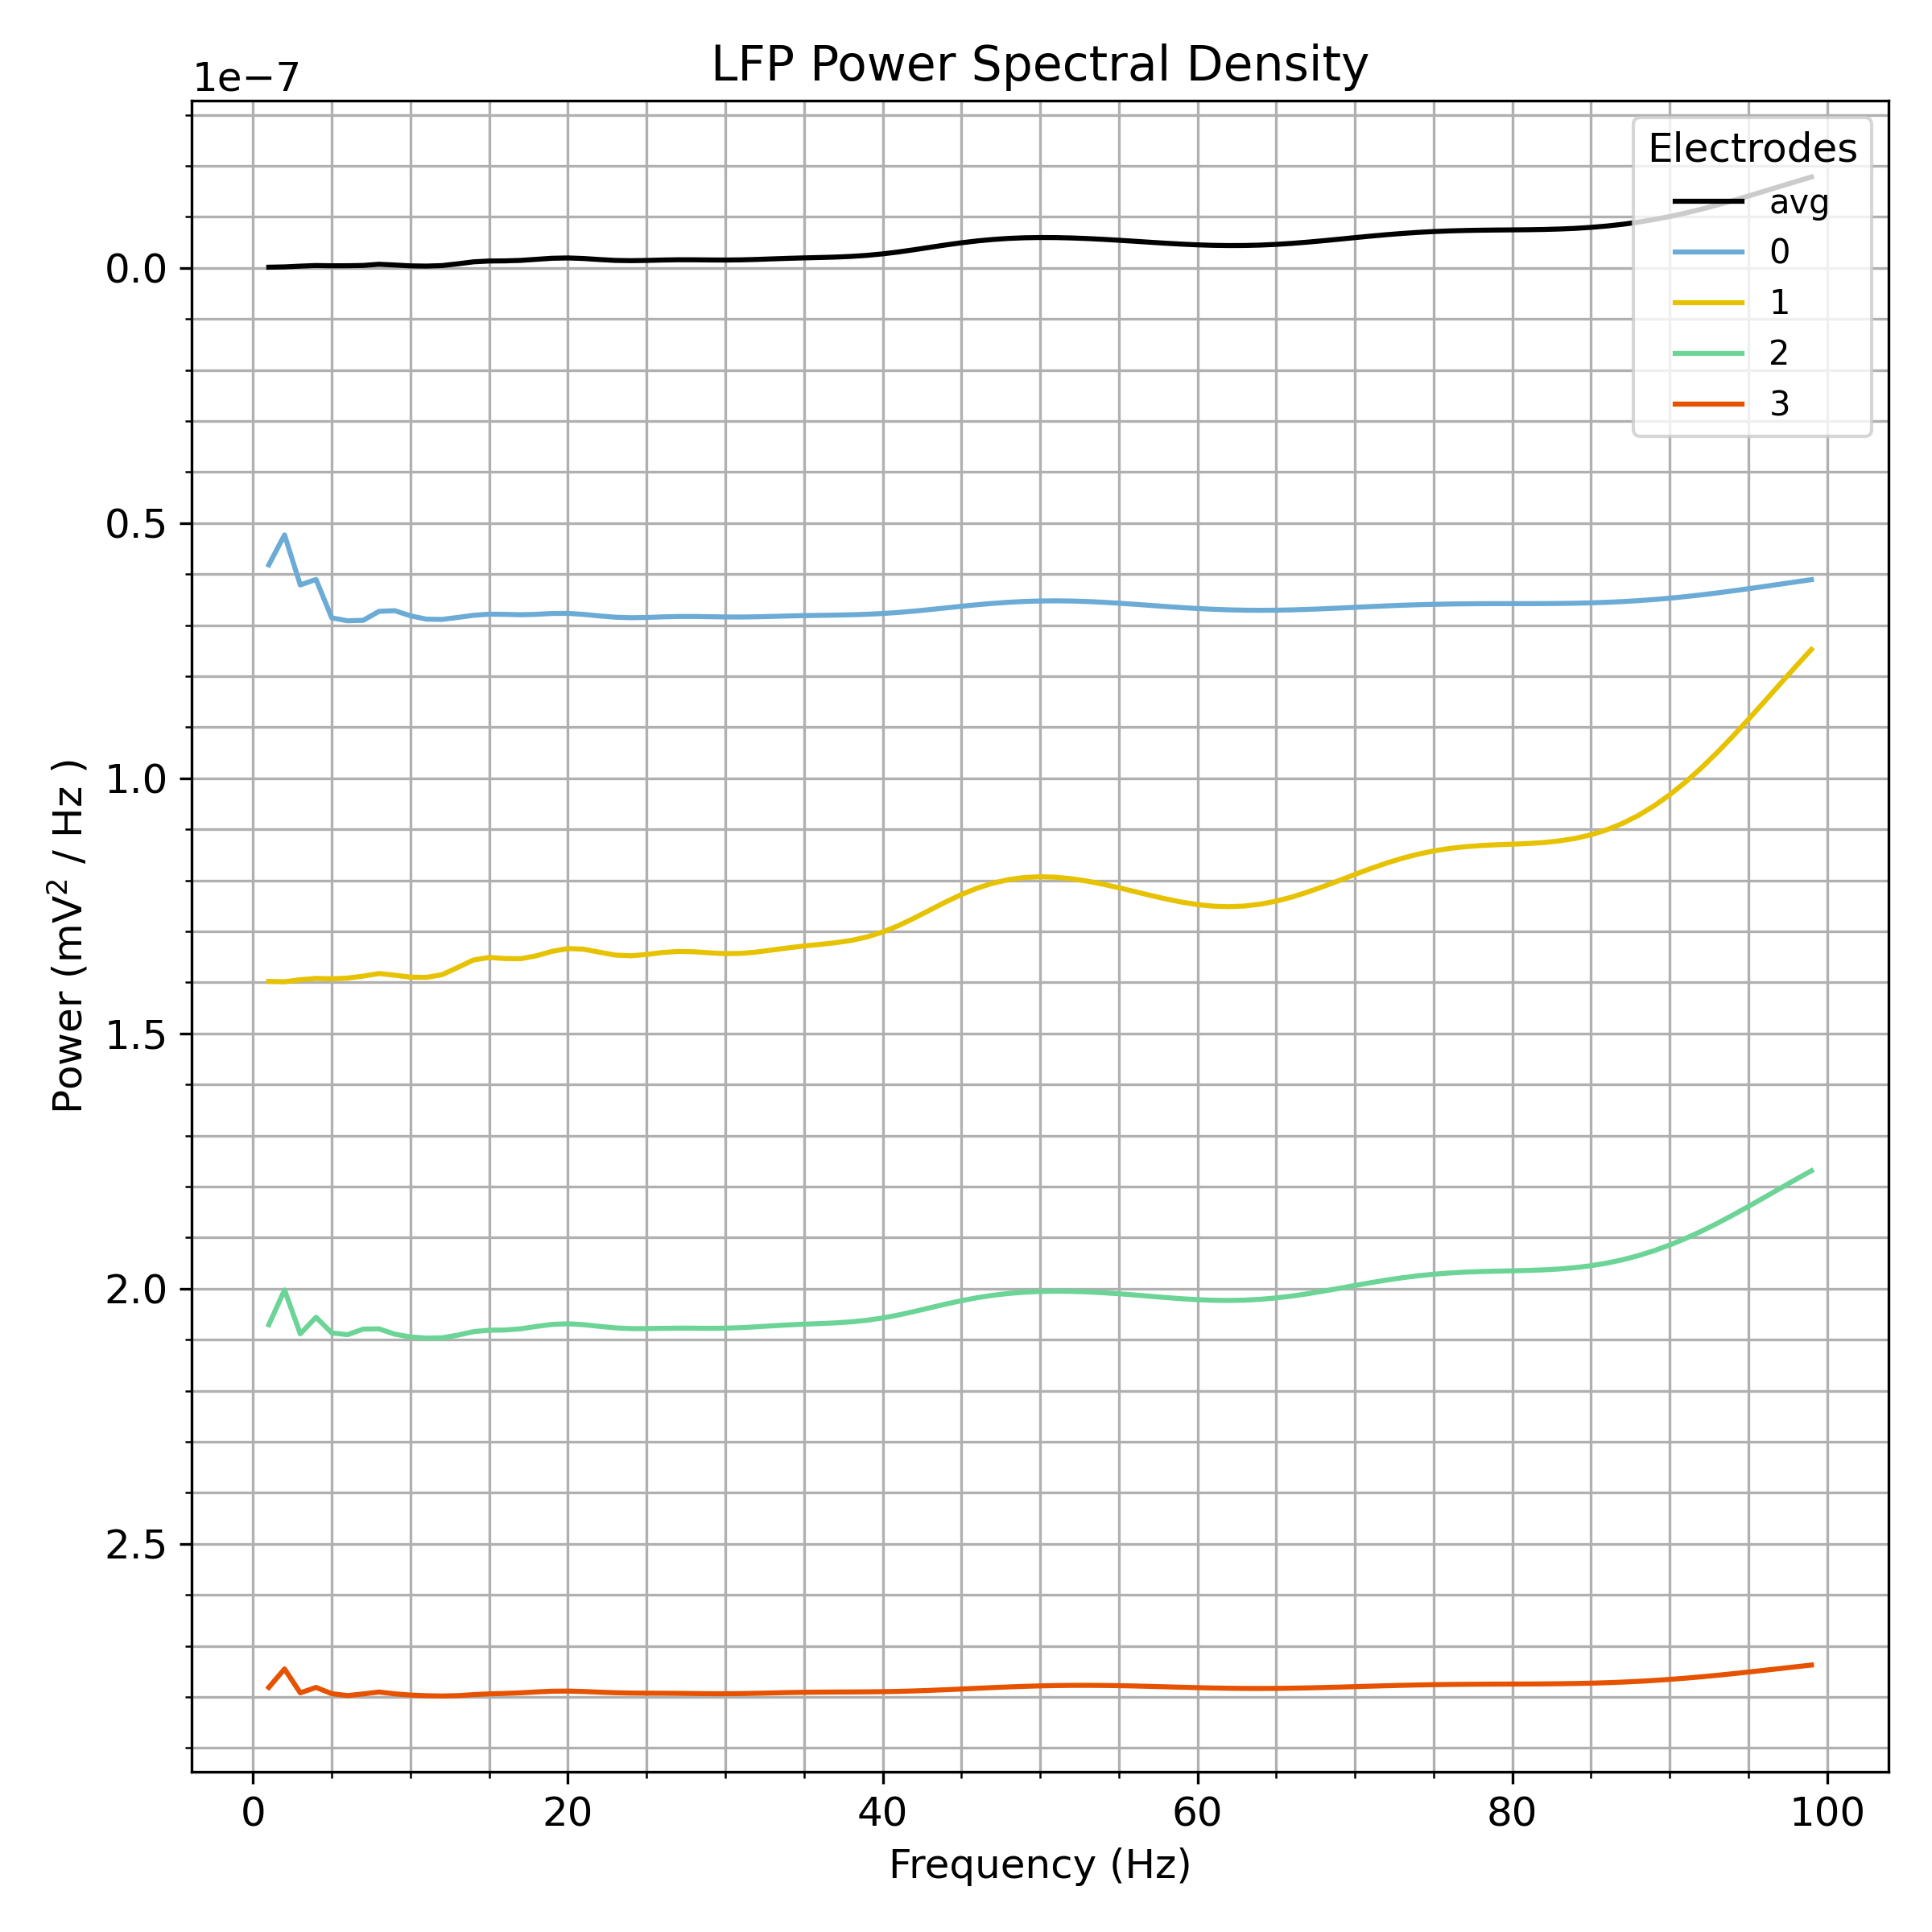 LFP Power Spectral Density
1e−7
Electrodes
avg
0
1
2
3
0.0
0.5
1.0
1.5
2.0
2.5
Power (mV² / Hz )
0
20
40
60
80
100
Frequency (Hz)